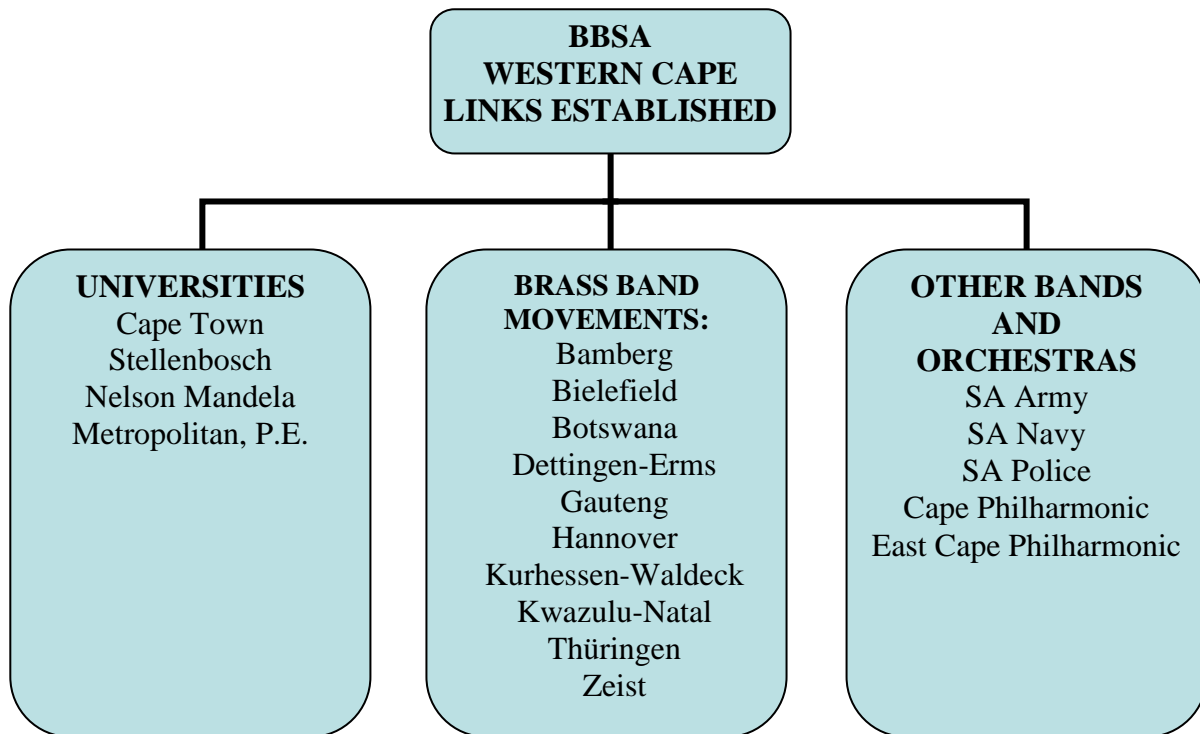 BBSA
WESTERN CAPE
LINKS ESTABLISHED
UNIVERSITIES
Cape Town
Stellenbosch
Nelson Mandela
Metropolitan, P.E.
BRASS BAND
MOVEMENTS:
Bamberg
Bielefield
Botswana
Dettingen-Erms
Gauteng
Hannover
Kurhessen-Waldeck
Kwazulu-Natal
Thüringen
Zeist
OTHER BANDS
AND
ORCHESTRAS
SA Army
SA Navy
SA Police
Cape Philharmonic
East Cape Philharmonic